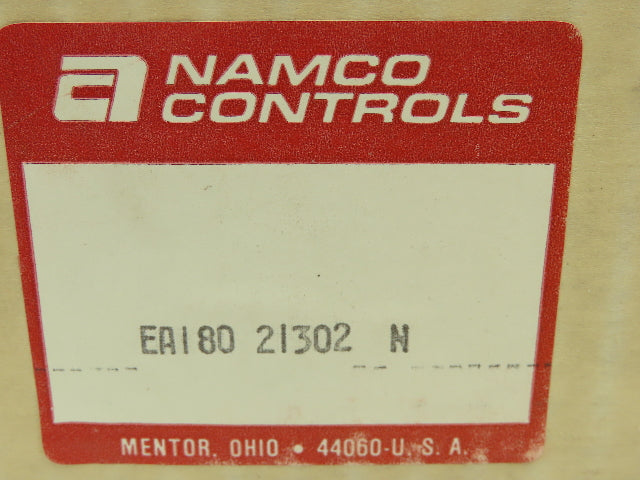 NAMCO
CONTROLS
EA180 21302 N
MENTOR, OHIO • 44060-U.S.A.